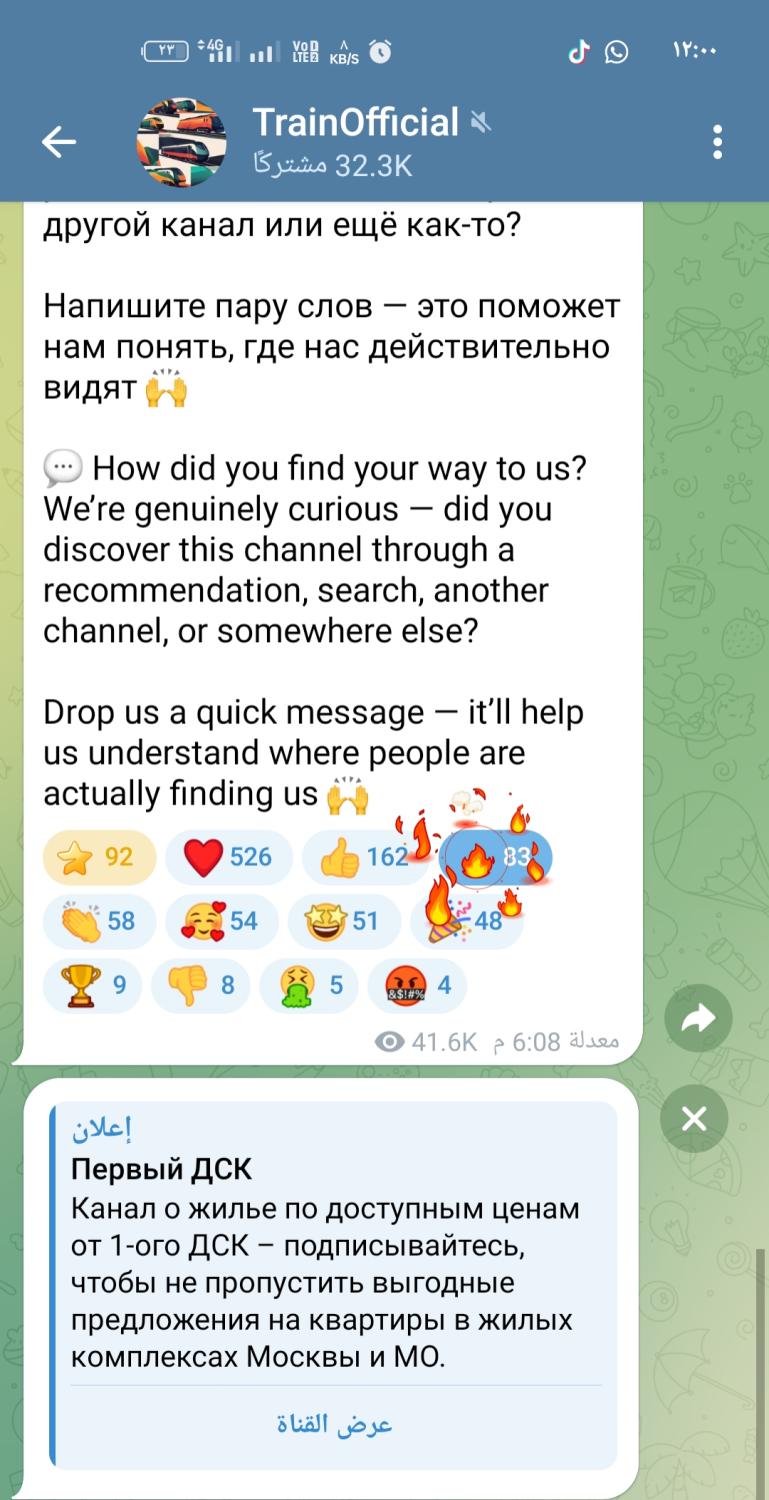 ٢٣ 4G VoD LTE2 KB/S ١٢:٠٠
TrainOfficial
32.3K مشتركًا
другой канал или ещё как-то?
Напишите пару слов — это поможет
нам понять, где нас действительно
видят 🙌
💬 How did you find your way to us?
We’re genuinely curious — did you
discover this channel through a
recommendation, search, another
channel, or somewhere else?
Drop us a quick message — it’ll help
us understand where people are
actually finding us 🙌
⭐ 92 ❤️ 526 👍 162 🔥 83
👏 58 🥰 54 🤩 51 🎉 48
🏆 9 👎 8 🤮 5 🤬 4
41.6K معدلة 6:08 م
إعلان
Первый ДСК
Канал о жилье по доступным ценам
от 1-ого ДСК – подписывайтесь,
чтобы не пропустить выгодные
предложения на квартиры в жилых
комплексах Москвы и МО.
عرض القناة